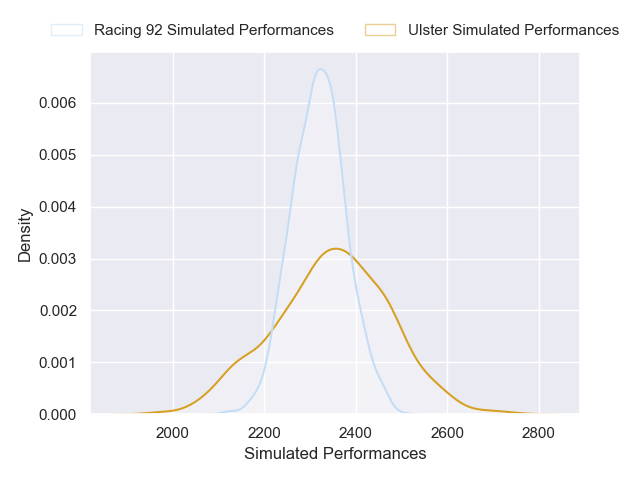 Racing 92 Simulated Performances Ulster Simulated Performances
0.006
0.005
0.004
0.003
0.002
0.001
0.000
Density
2000 2200 2400 2600 2800
Simulated Performances